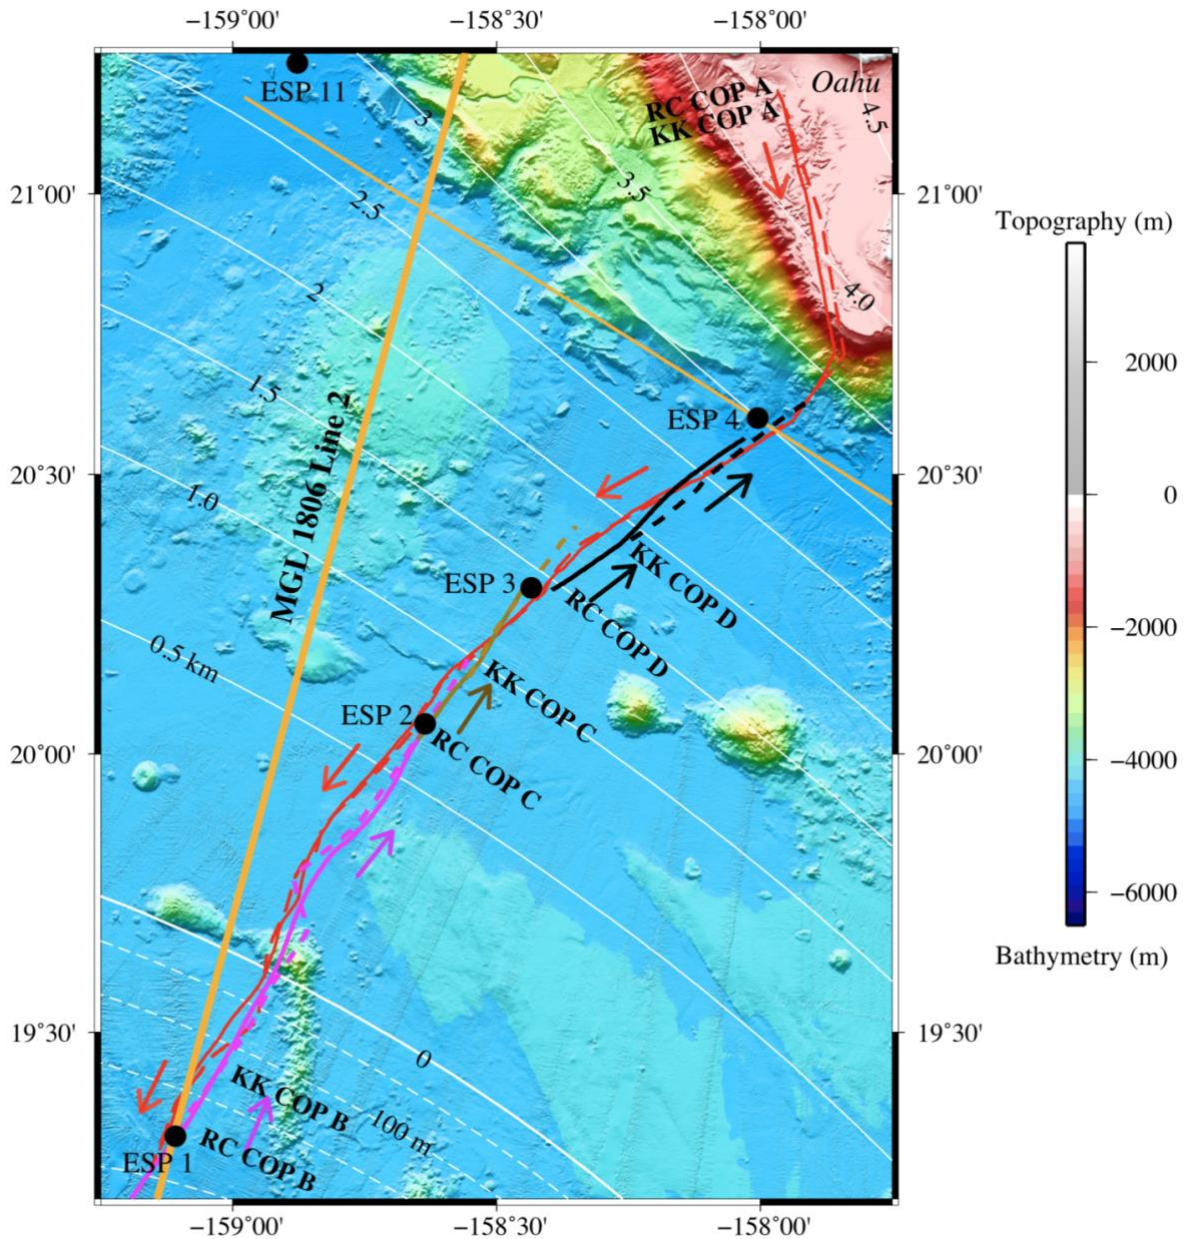 −159˚00'
−158˚30'
−158˚00'
ESP 11
RC COP A
KK COP A
Oahu
4.5
3
3.5
21˚00'
2.5
21˚00'
Topography (m)
2
4.0
1.5
2000
MGL 1806 Line 2
ESP 4
20˚30'
1.0
20˚30'
0
KK COP D
ESP 3
RC COP D
−2000
0.5 km
KK COP C
ESP 2
RC COP C
20˚00'
20˚00'
−4000
−6000
Bathymetry (m)
19˚30'
19˚30'
0
KK COP B
100 m
RC COP B
ESP 1
−159˚00'
−158˚30'
−158˚00'